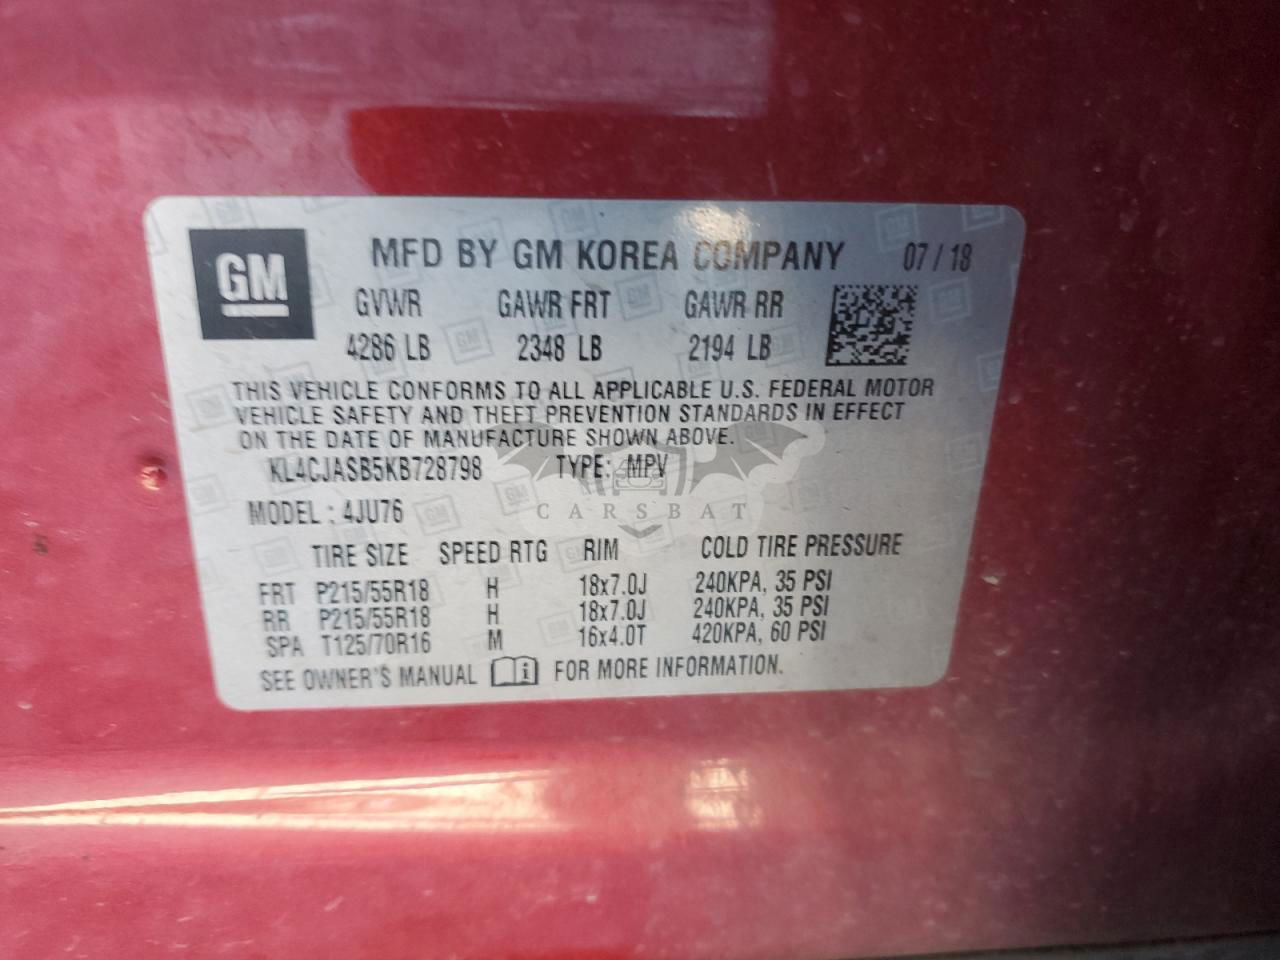 GM
MFD BY GM KOREA COMPANY 07/18
GVWR GAWR FRT GAWR RR
4286 LB 2348 LB 2194 LB
THIS VEHICLE CONFORMS TO ALL APPLICABLE U.S. FEDERAL MOTOR
VEHICLE SAFETY AND THEFT PREVENTION STANDARDS IN EFFECT
ON THE DATE OF MANUFACTURE SHOWN ABOVE.
KL4CJASB5KB728798 TYPE: MPV
MODEL : 4JU76
CARSBAT
TIRE SIZE SPEED RTG RIM COLD TIRE PRESSURE
FRT P215/55R18 H 18x7.0J 240KPA, 35 PSI
RR P215/55R18 H 18x7.0J 240KPA, 35 PSI
SPA T125/70R16 M 16x4.0T 420KPA, 60 PSI
SEE OWNER'S MANUAL FOR MORE INFORMATION.